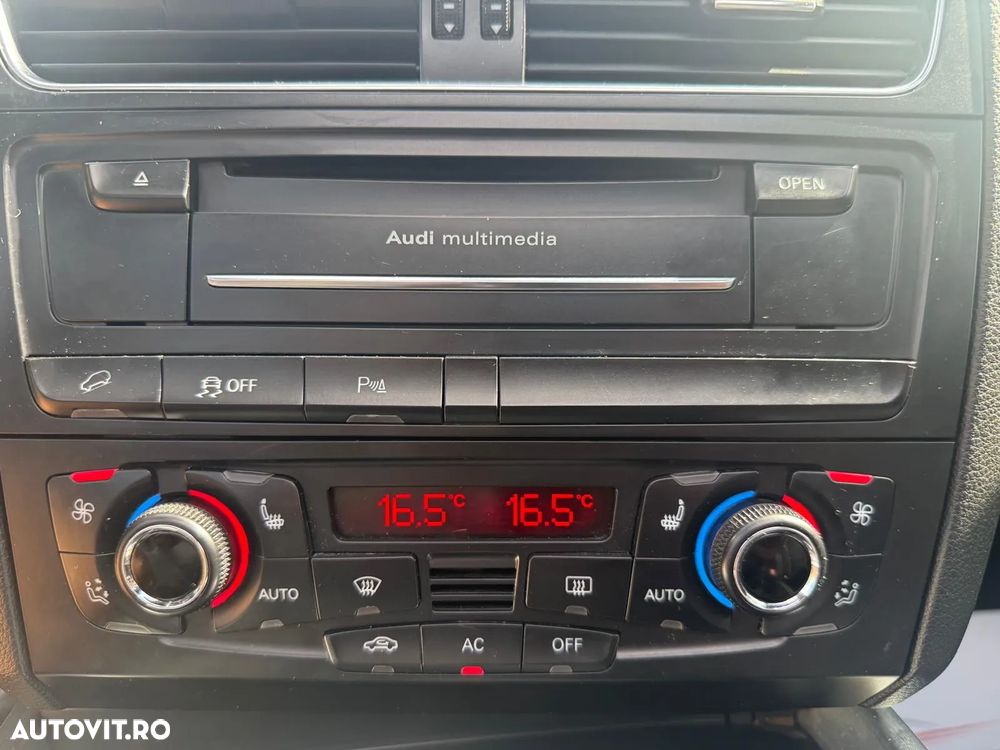 OPEN
Audi multimedia
OFF P
16.5°C 16.5°C
AUTO AUTO
AC OFF
AUTOVIT.RO